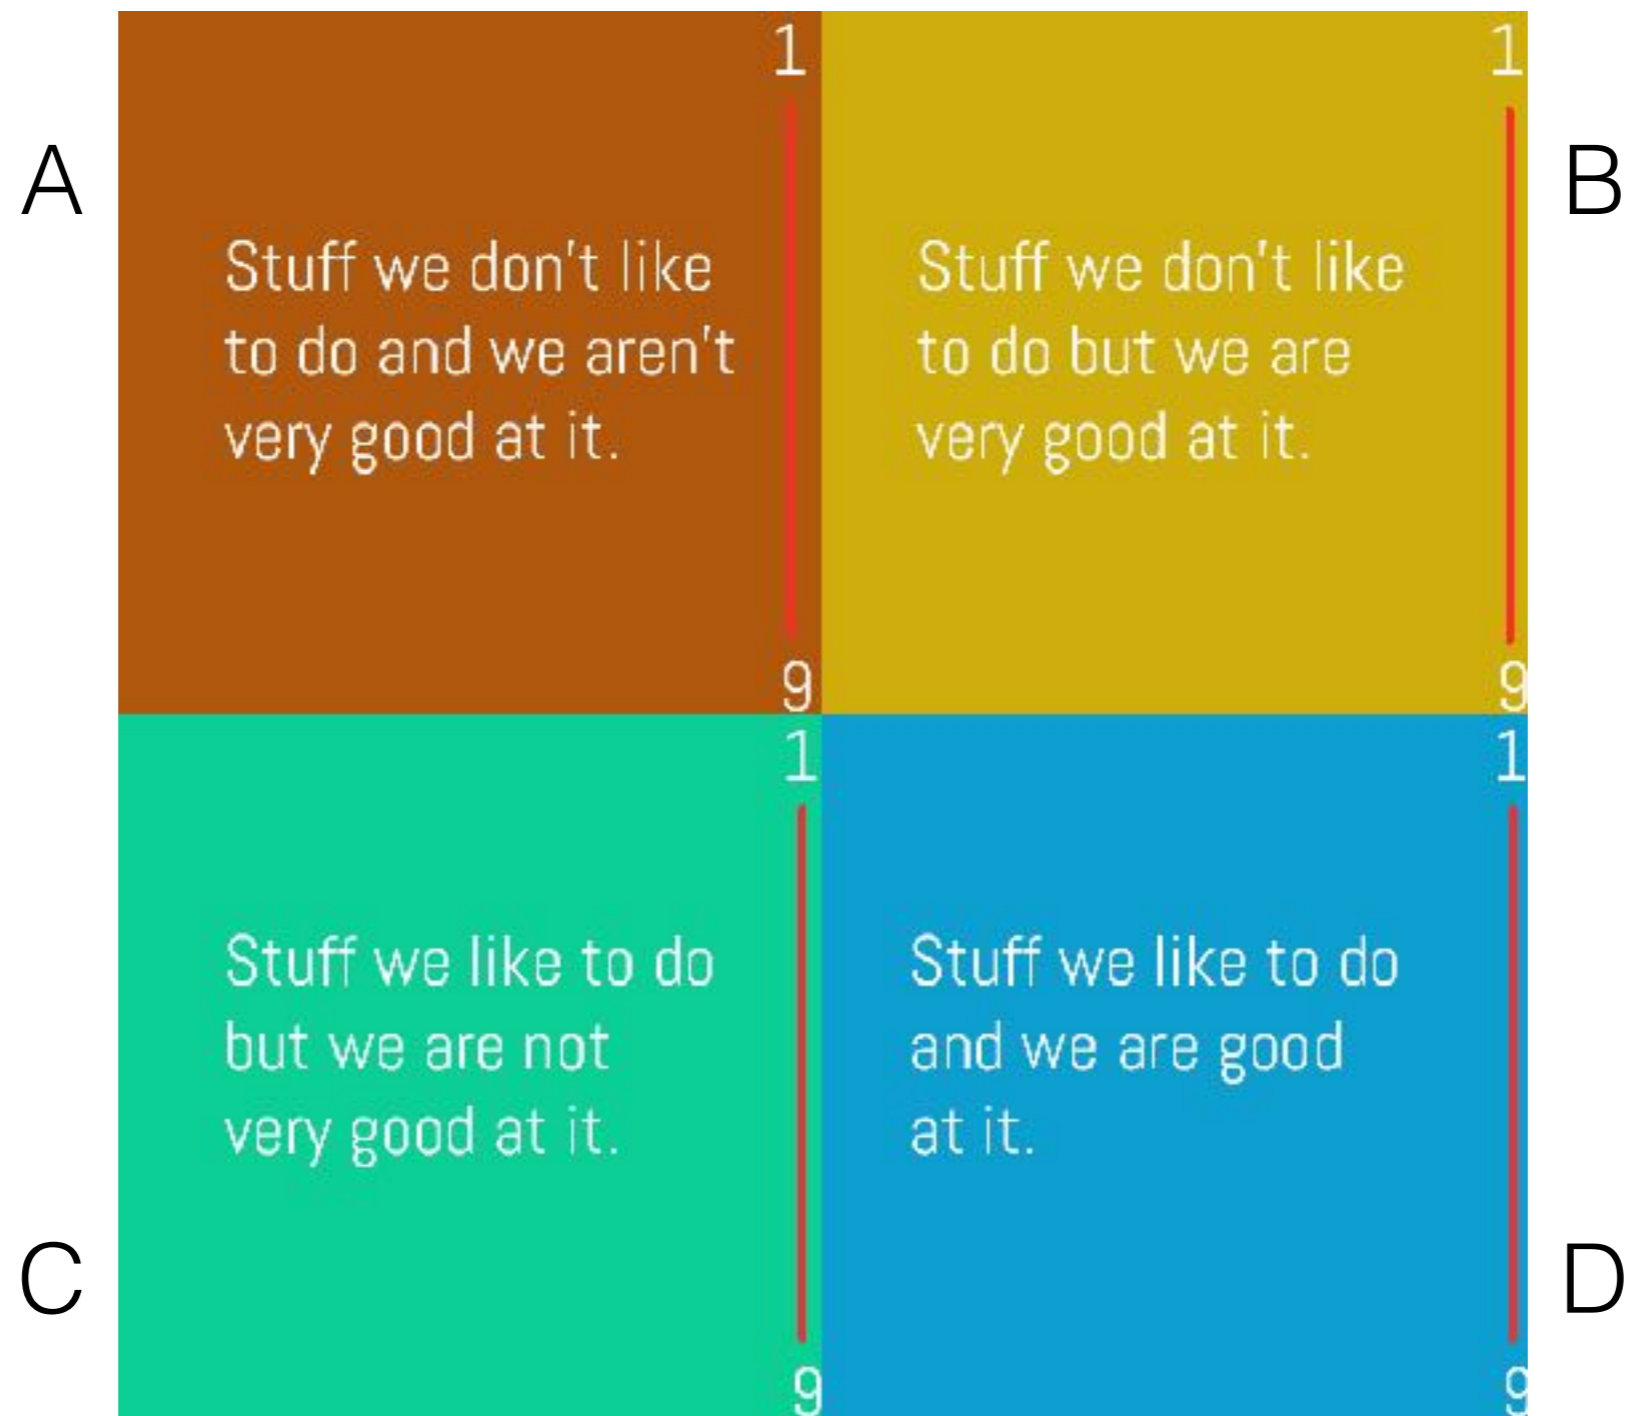 1
1
A
B
Stuff we don't like
to do and we aren't
very good at it.
Stuff we don't like
to do but we are
very good at it.
9
9
1
1
Stuff we like to do
but we are not
very good at it.
Stuff we like to do
and we are good
at it.
C
D
9
9